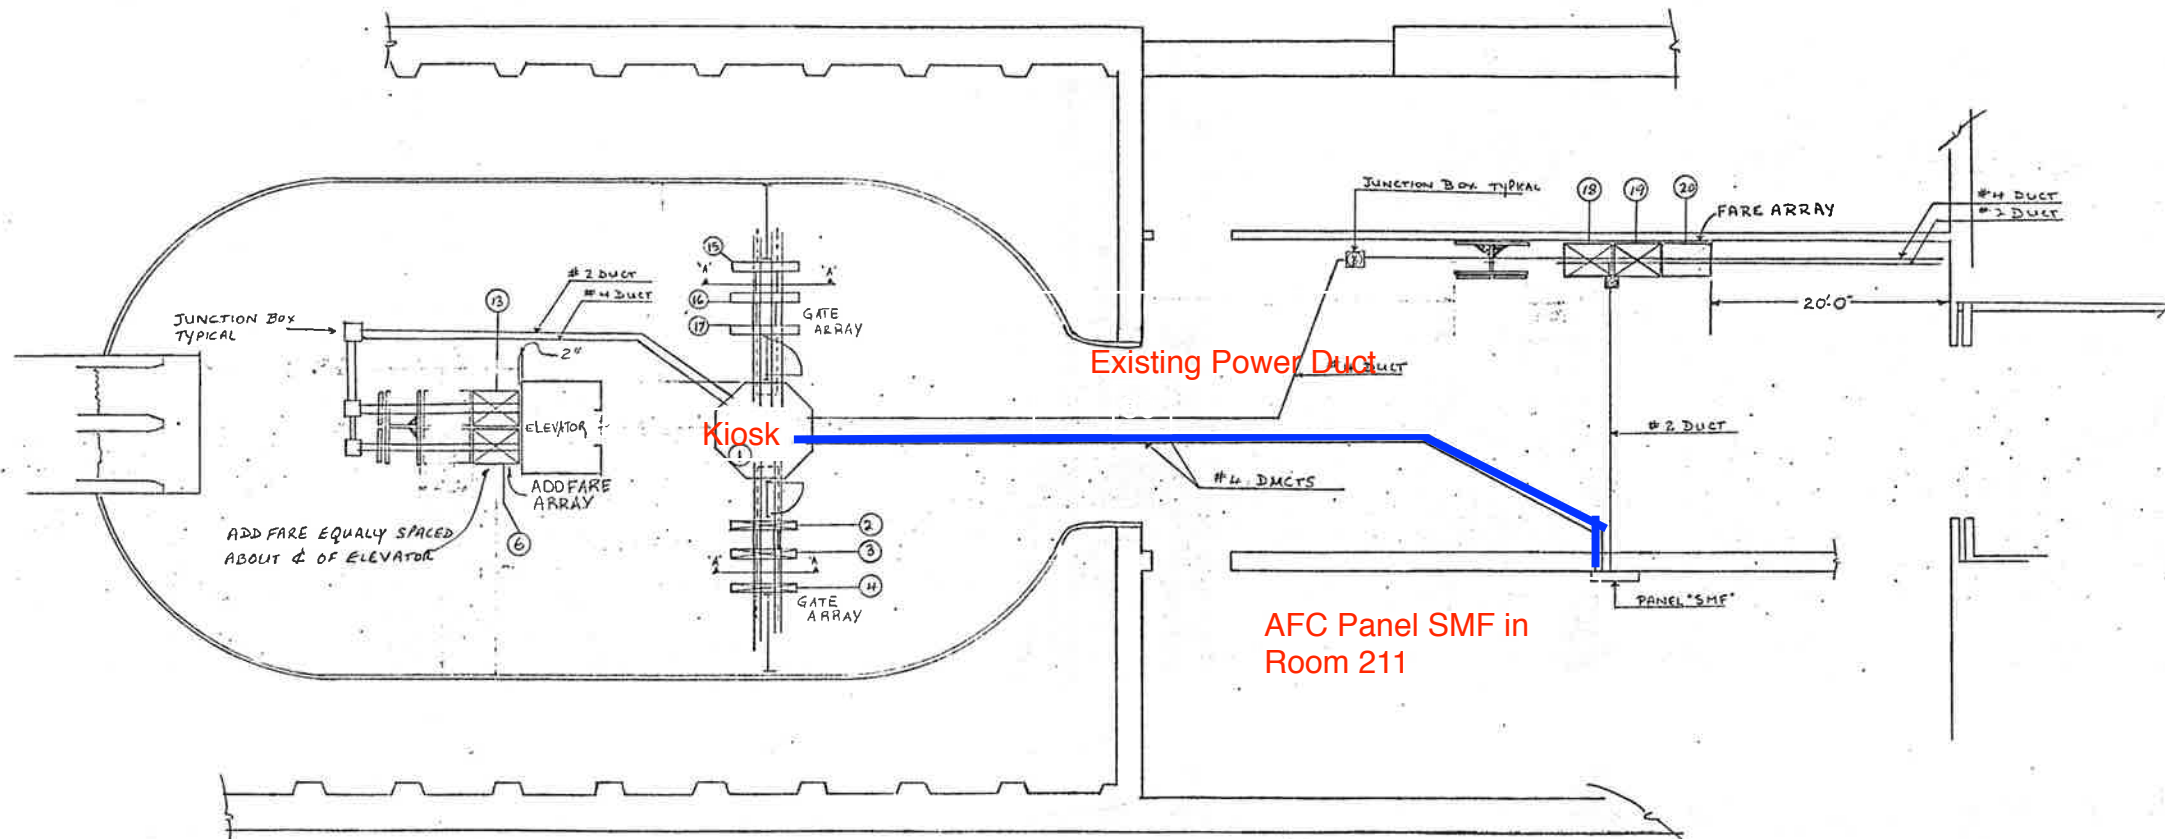 JUNCTION BOX TYPICAL
18
19
20
FARE ARRAY
#4 DUCT
#2 DUCT
20'-0"
15
'A'
'A'
16
17
GATE
ARRAY
#2 DUCT
#4 DUCT
13
JUNCTION BOX
TYPICAL
2"
Existing Power Duct
DUCT
ELEVATOR
Kiosk
1
#2 DUCT
#4 DUCTS
ADD FARE
ARRAY
ADD FARE EQUALLY SPACED
ABOUT ₵ OF ELEVATOR
6
2
3
'A'
'A'
4
GATE
ARRAY
PANEL "SMF"
AFC Panel SMF in
Room 211